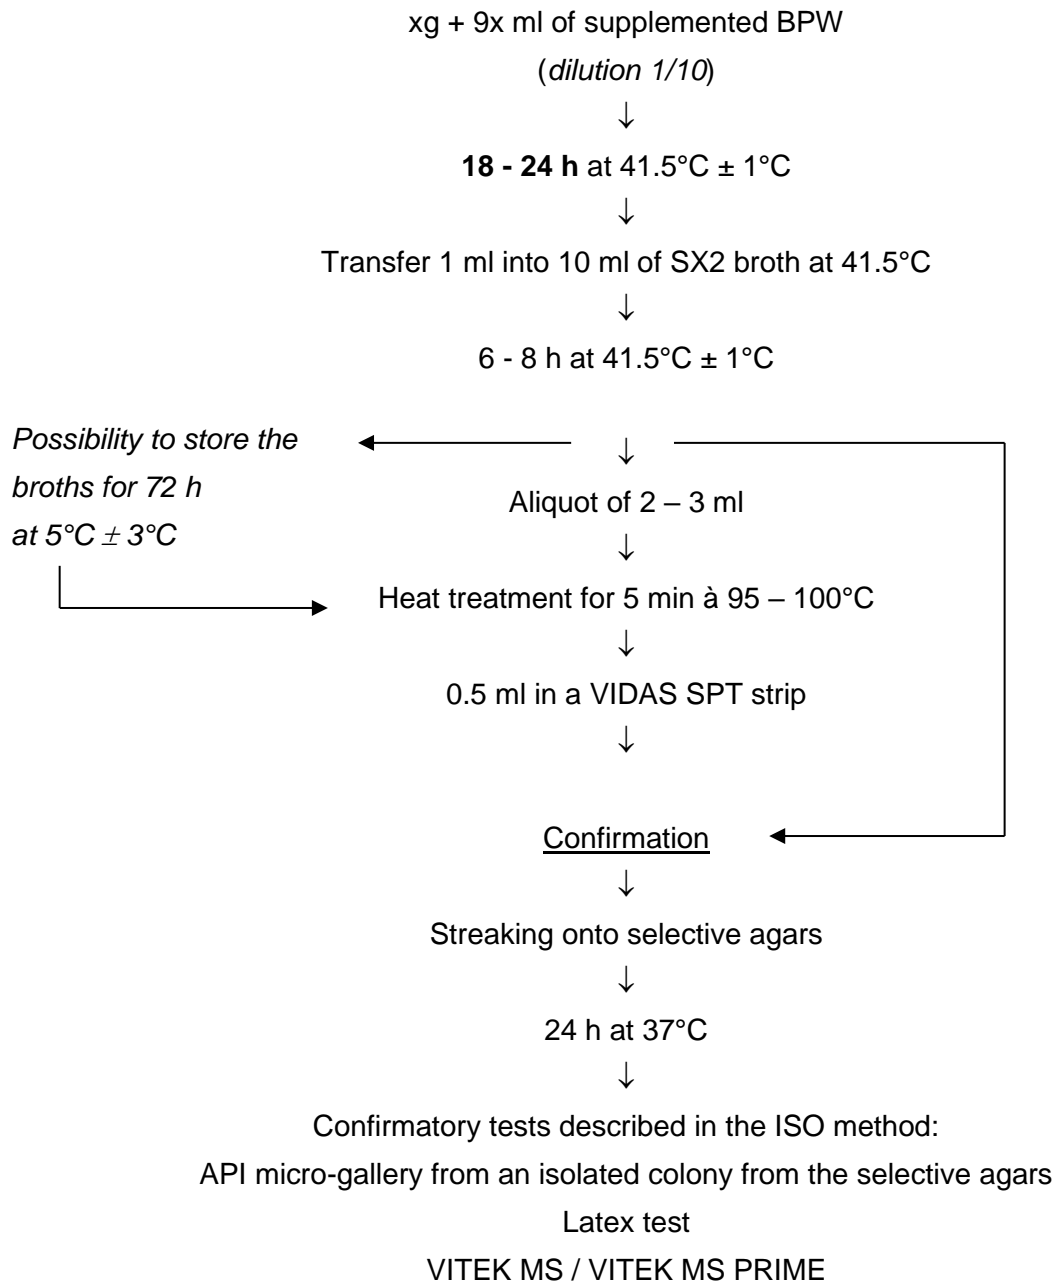 xg + 9x ml of supplemented BPW
(dilution 1/10)
↓
18 - 24 h at 41.5°C ± 1°C
↓
Transfer 1 ml into 10 ml of SX2 broth at 41.5°C
↓
6 - 8 h at 41.5°C ± 1°C
Possibility to store the
broths for 72 h
at 5°C ± 3°C
↓
Aliquot of 2 – 3 ml
↓
Heat treatment for 5 min à 95 – 100°C
↓
0.5 ml in a VIDAS SPT strip
↓
Confirmation
↓
Streaking onto selective agars
↓
24 h at 37°C
↓
Confirmatory tests described in the ISO method:
API micro-gallery from an isolated colony from the selective agars
Latex test
VITEK MS / VITEK MS PRIME